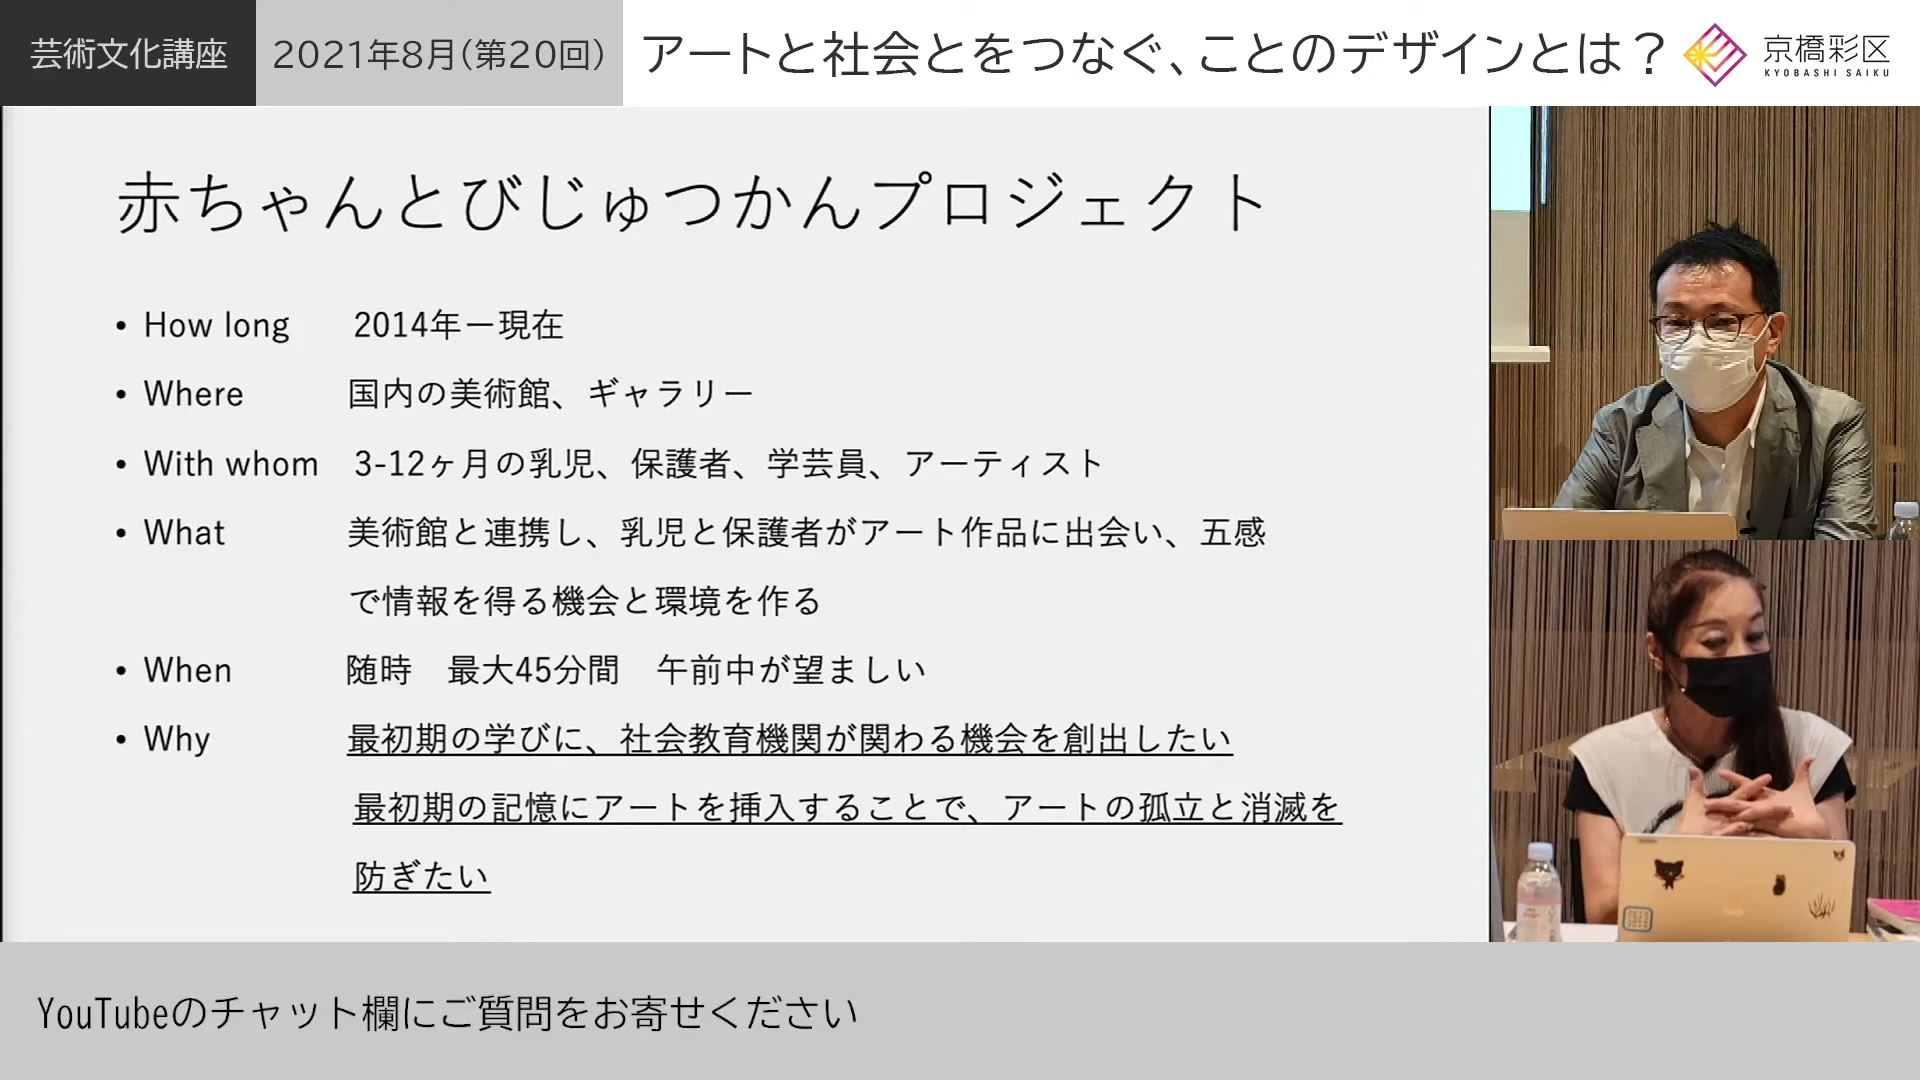 芸術文化講座
2021年8月(第20回)
アートと社会とをつなぐ、ことのデザインとは？
京橋彩区
KYOBASHI SAIKU
赤ちゃんとびじゅつかんプロジェクト
• How long 2014年ー現在
• Where 国内の美術館、ギャラリー
• With whom 3-12ヶ月の乳児、保護者、学芸員、アーティスト
• What 美術館と連携し、乳児と保護者がアート作品に出会い、五感
で情報を得る機会と環境を作る
• When 随時　最大45分間　午前中が望ましい
• Why 最初期の学びに、社会教育機関が関わる機会を創出したい
最初期の記憶にアートを挿入することで、アートの孤立と消滅を
防ぎたい
YouTubeのチャット欄にご質問をお寄せください